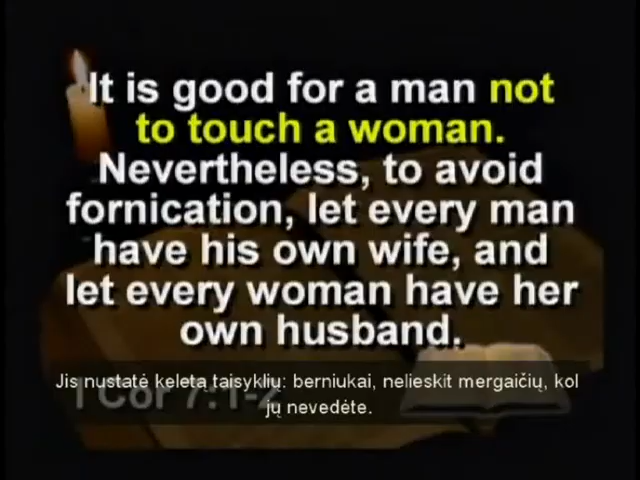 It is good for a man not
to touch a woman.
Nevertheless, to avoid
fornication, let every man
have his own wife, and
let every woman have her
own husband.
1 Cor 7:1-2
Jis nustatė keletą taisyklių: berniukai, nelieskit mergaičių, kol
jų nevedėte.